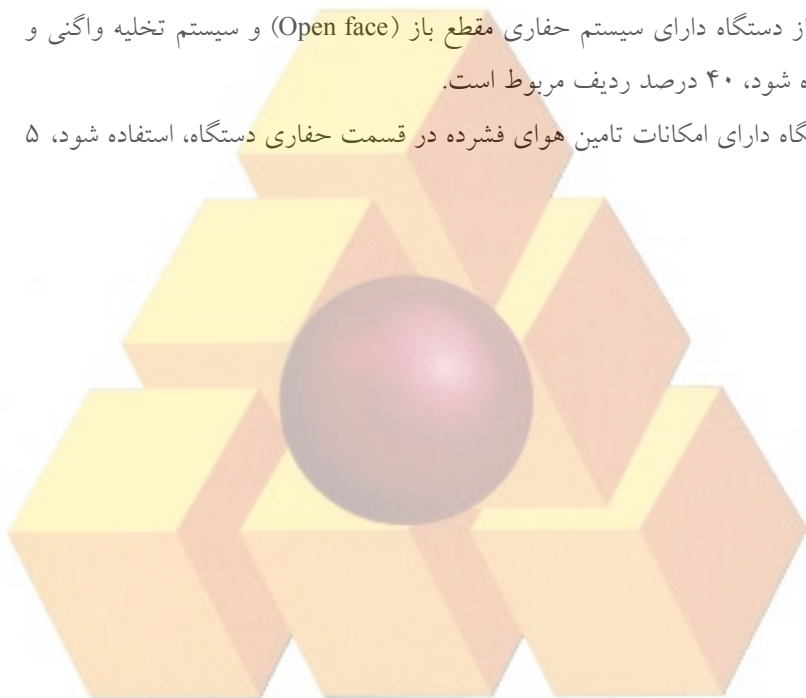 از دستگاه دارای سیستم حفاری مقطع باز (Open face) و سیستم تخلیه واگنی و
ه شود، ۴۰ درصد ردیف مربوط است.
گاه دارای امکانات تامین هوای فشرده در قسمت حفاری دستگاه، استفاده شود، ۵